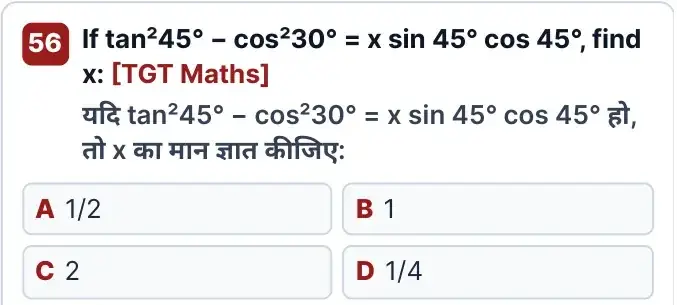 56 If tan²45° – cos²30° = x sin 45° cos 45°, find
x: [TGT Maths]
यदि tan²45° – cos²30° = x sin 45° cos 45° हो,
तो x का मान ज्ञात कीजिए:
A 1/2
B 1
C 2
D 1/4